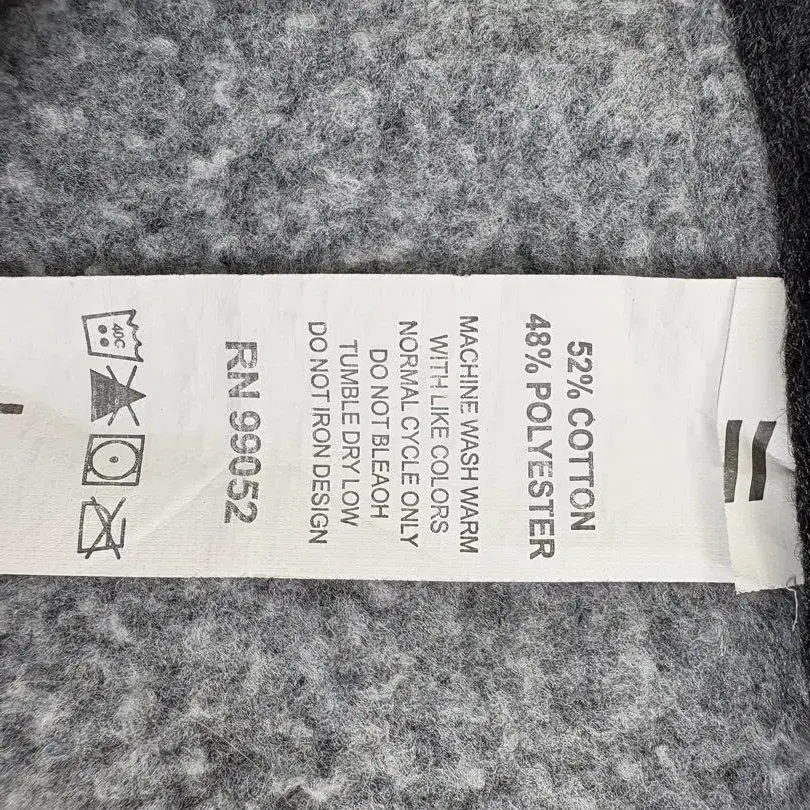 52% COTTON
48% POLYESTER
MACHINE WASH WARM
WITH LIKE COLORS
NORMAL CYCLE ONLY
DO NOT BLEAOH
TUMBLE DRY LOW
DO NOT IRON DESIGN
RN 99052
40C